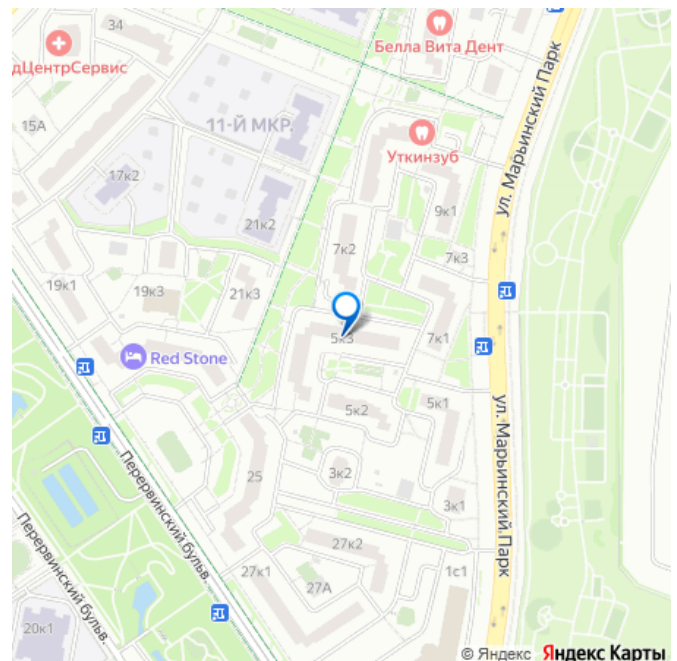 34
Белла Вита Дент
дЦентрСервис
15А
11-Й МКР.
Уткинзуб
ул. Марьинский Парк
17к2
9к1
21к2
7к2
7к3
19к1
19к3
21к3
5к3
7к1
Red Stone
5к2
5к1
ул. Марьинский Парк
Перервинский бульв.
25
3к2
3к1
Перервинский бульв.
27к2
27к1
27А
1с1
20к1
© Яндекс Яндекс Карты